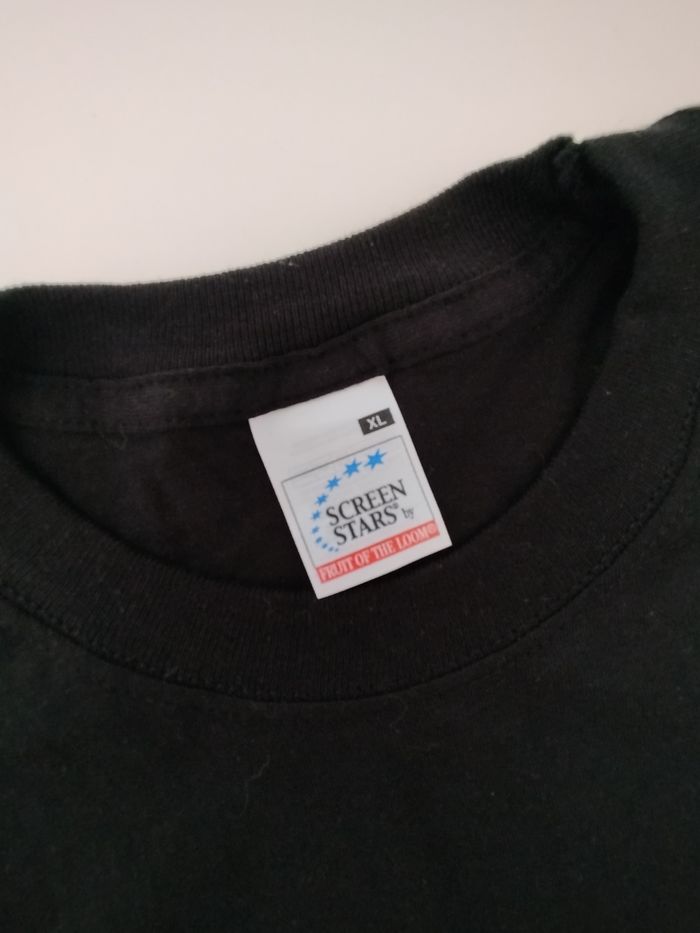 XL
SCREEN
STARS® by
FRUIT OF THE LOOM®